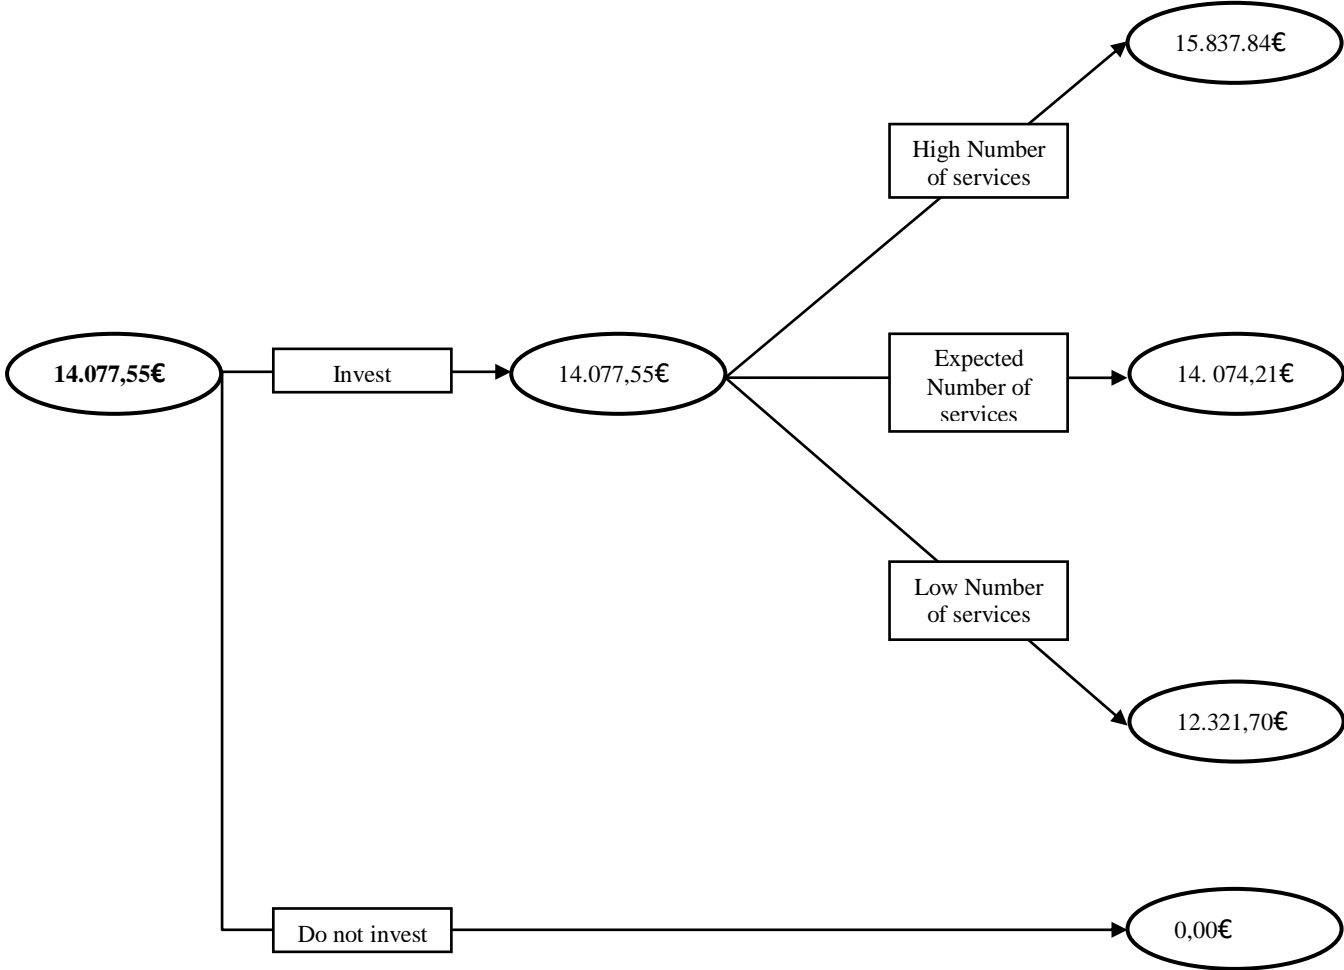 15.837.84€
High Number
of services
14.077,55€
Invest
14.077,55€
Expected
Number of
services
14. 074,21€
Low Number
of services
12.321,70€
Do not invest
0,00€